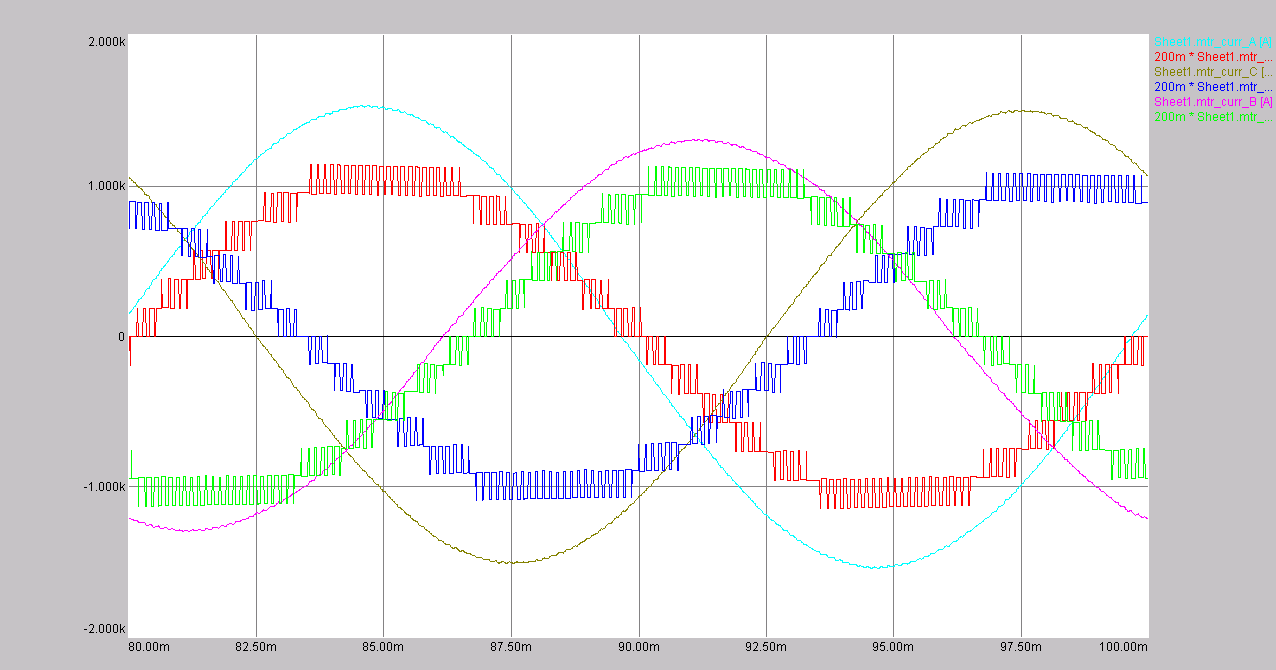 2.000k
1.000k
0
-1.000k
-2.000k
80.00m 82.50m 85.00m 87.50m 90.00m 92.50m 95.00m 97.50m 100.00m
Sheet1.mtr_curr_A [A]
200m * Sheet1.mtr_...
Sheet1.mtr_curr_C [...
200m * Sheet1.mtr_...
Sheet1.mtr_curr_B [A]
200m * Sheet1.mtr_...